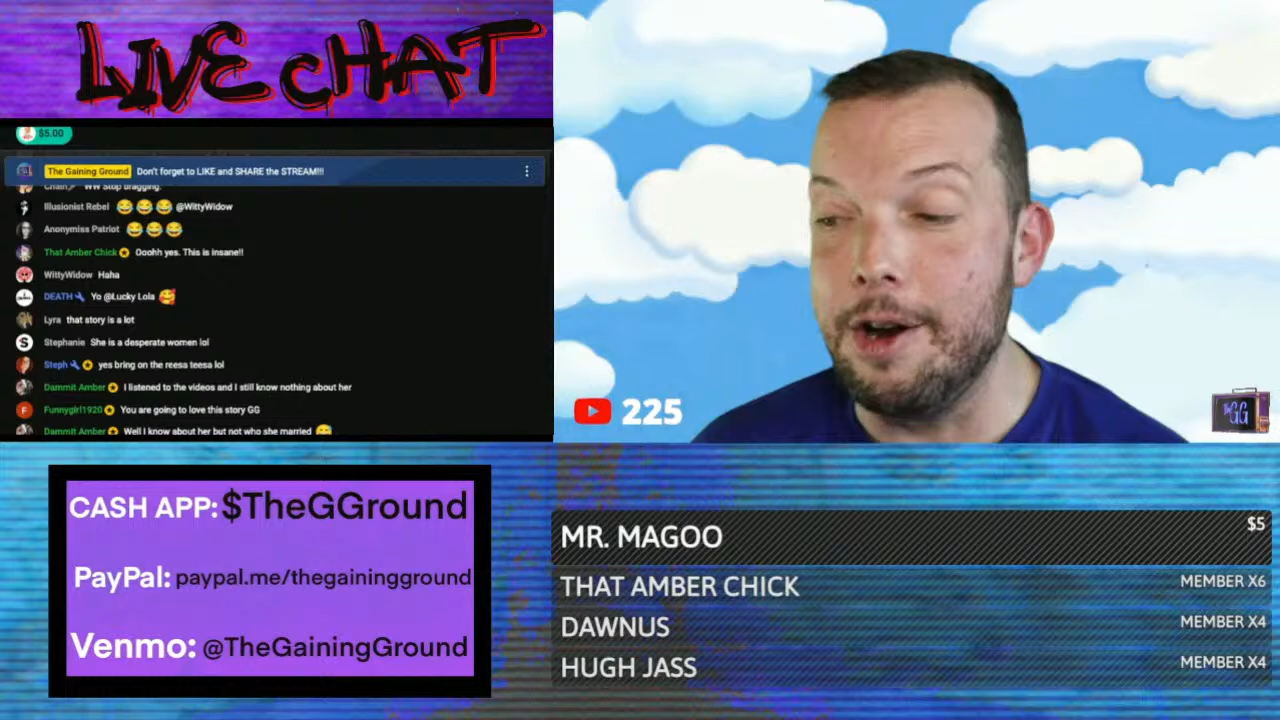 LIVE CHAT
$5.00
The Gaining Ground Don't forget to LIKE and SHARE the STREAM!!!
WW Stop Bragging.
Illusionist Rebel 😂 😂 😂 @WittyWidow
Anonymiss Patriot 😂 😂 😂
That Amber Chick Ooohh yes. This is insane!!
WittyWidow Haha
DEATH Yo @Lucky Lola 🥰
Lyra that story is a lot
Stephanie She is a desperate women lol
Steph yes bring on the reesa teesa lol
Dammit Amber I listened to the videos and I still know nothing about her
Funnygirl1920 You are going to love this story GG
Dammit Amber Well I know about her but not who she married 😅
225
The GG
CASH APP: $TheGGround
PayPal: paypal.me/thegainingground
Venmo: @TheGainingGround
MR. MAGOO $5
THAT AMBER CHICK MEMBER X6
DAWNUS MEMBER X4
HUGH JASS MEMBER X4